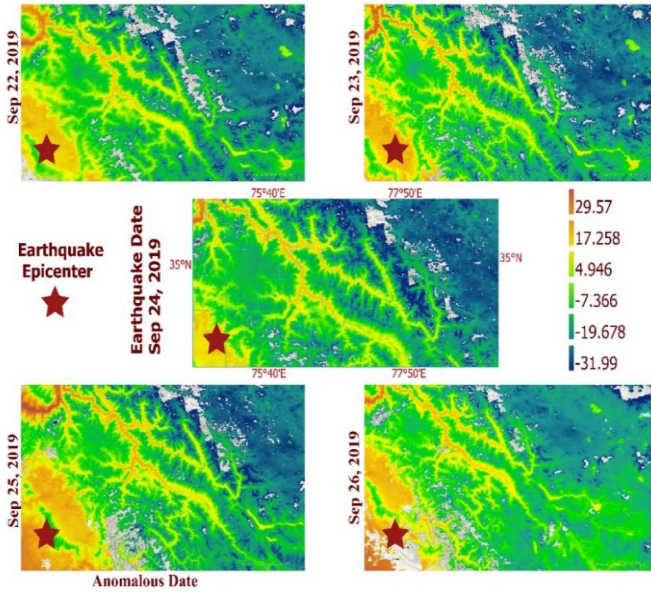 Sep 22, 2019
Sep 23, 2019
75°40'E
77°50'E
Earthquake
Epicenter
Earthquake Date
Sep 24, 2019
35°N
35°N
29.57
17.258
4.946
-7.366
-19.678
-31.99
75°40'E
77°50'E
Sep 25, 2019
Sep 26, 2019
Anomalous Date